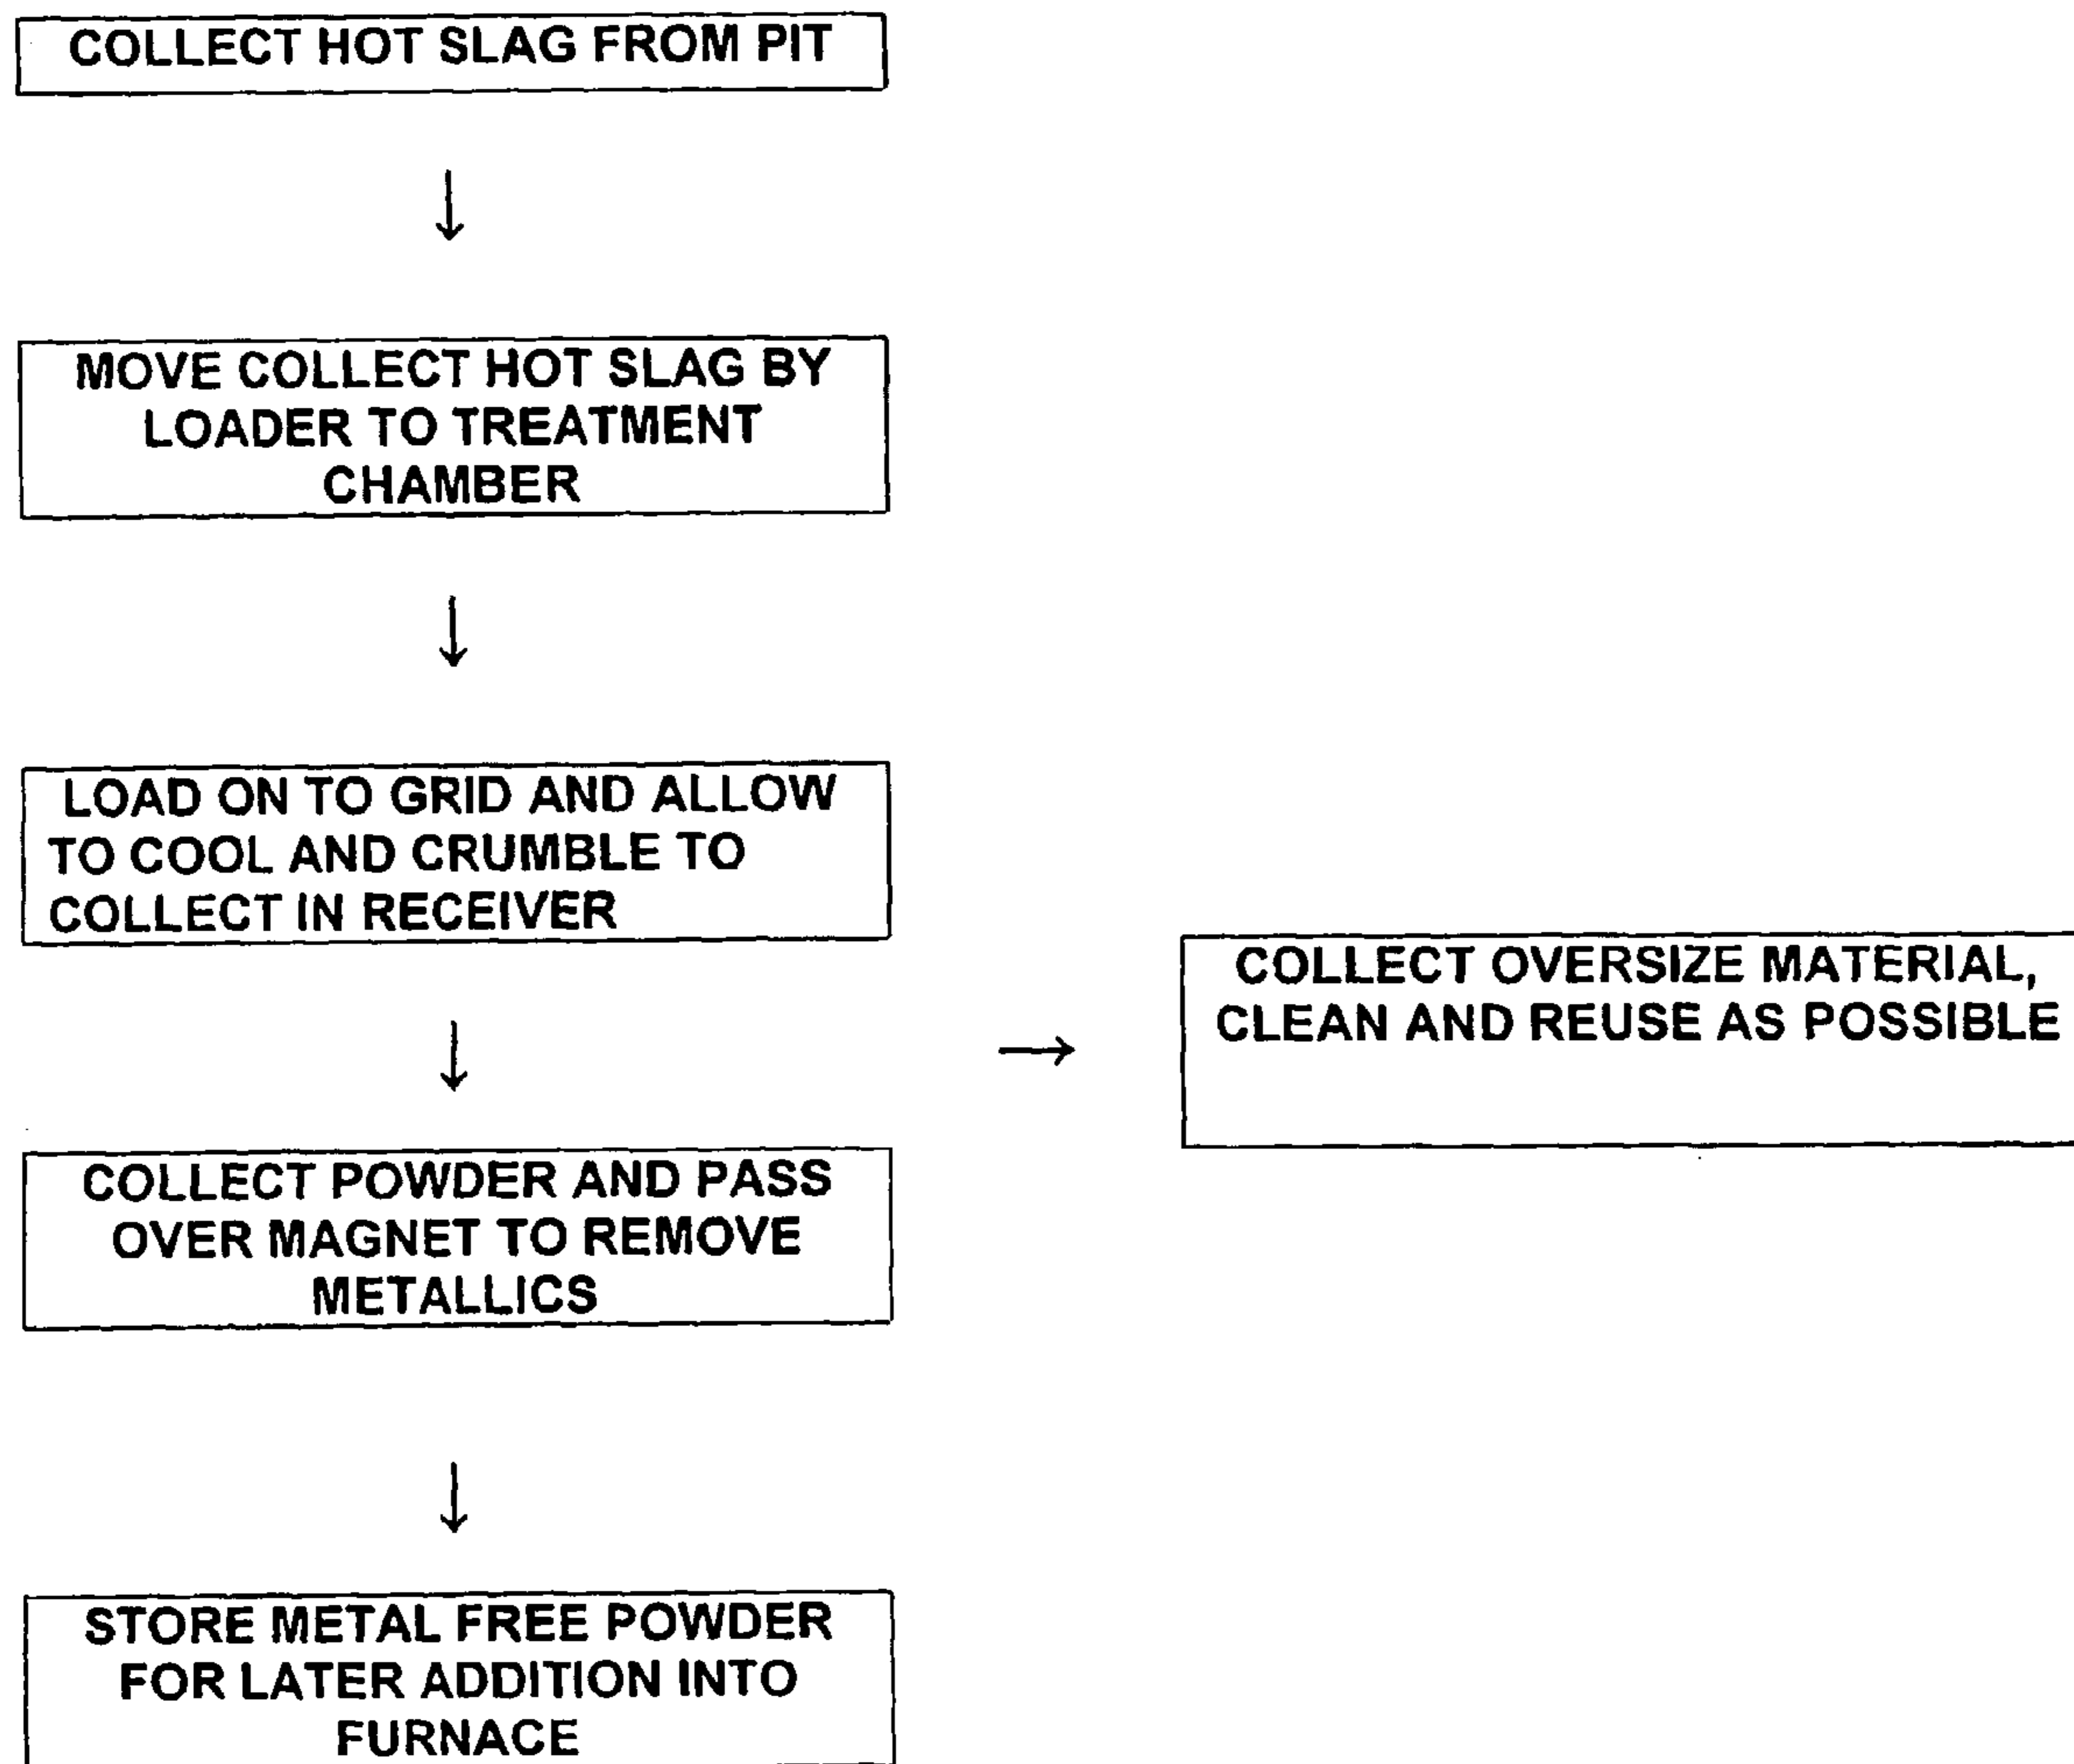 COLLECT HOT SLAG FROM PIT
↓
MOVE COLLECT HOT SLAG BY
LOADER TO TREATMENT
CHAMBER
↓
LOAD ON TO GRID AND ALLOW
TO COOL AND CRUMBLE TO
COLLECT IN RECEIVER
↓
→
COLLECT OVERSIZE MATERIAL,
CLEAN AND REUSE AS POSSIBLE
COLLECT POWDER AND PASS
OVER MAGNET TO REMOVE
METALLICS
↓
STORE METAL FREE POWDER
FOR LATER ADDITION INTO
FURNACE